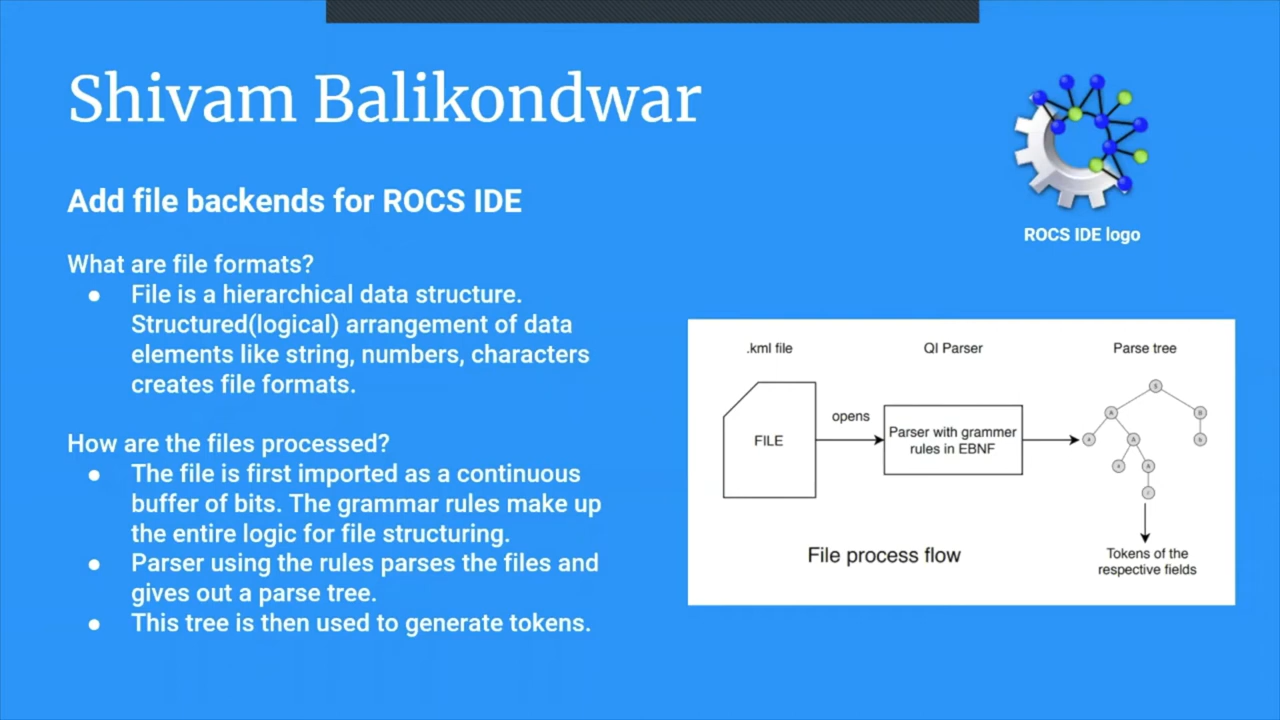 Shivam Balikondwar
Add file backends for ROCS IDE
ROCS IDE logo
What are file formats?
● File is a hierarchical data structure.
Structured(logical) arrangement of data
elements like string, numbers, characters
creates file formats.
How are the files processed?
● The file is first imported as a continuous
buffer of bits. The grammar rules make up
the entire logic for file structuring.
● Parser using the rules parses the files and
gives out a parse tree.
● This tree is then used to generate tokens.
.kml file
QI Parser
Parse tree
FILE
opens
Parser with grammer
rules in EBNF
File process flow
Tokens of the
respective fields